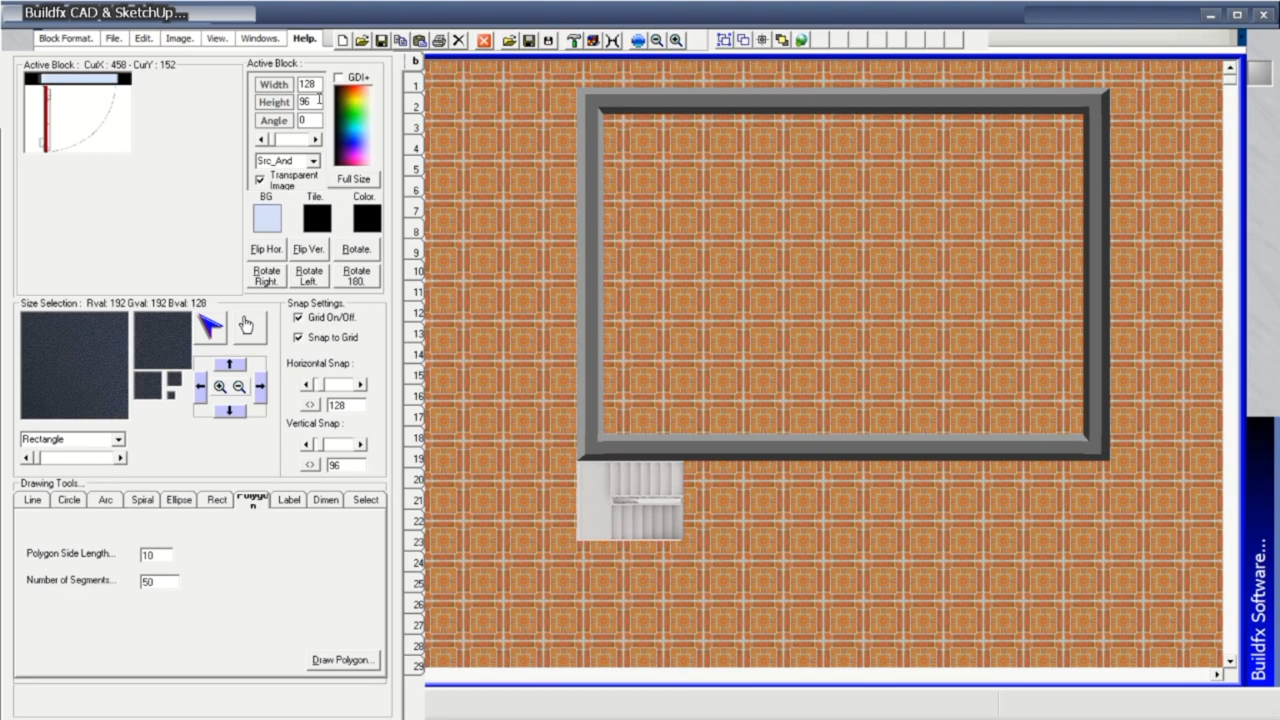 Buildfx CAD & SketchUp...
Block Format. File. Edit. Image. View. Windows. Help.
Active Block : CurX : 458 - CurY : 152
Active Block :
Width 128
GDI+
Height 96
Angle 0
Src_And
Transparent Image
Full Size
BG Tile. Color.
Flip Hor. Flip Ver. Rotate.
Rotate Right. Rotate Left. Rotate 180.
Size Selection : Rval: 192 Gval: 192 Bval: 128
Snap Settings.
Grid On/Off.
Snap to Grid
Horizontal Snap :
<> 128
Vertical Snap :
<> 96
Rectangle
Drawing Tools...
Line Circle Arc Spiral Ellipse Rect Polygon Label Dimen Select
Polygon Side Length... 10
Number of Segments... 50
Draw Polygon...
b
1
2
3
4
5
6
7
8
9
10
11
12
13
14
15
16
17
18
19
20
21
22
23
24
25
26
27
28
29
Buildfx Software...